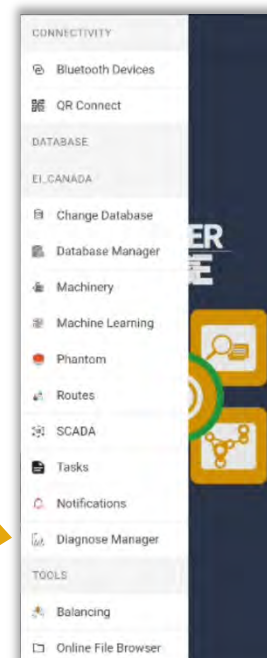 CONNECTIVITY
Bluetooth Devices
QR Connect
DATABASE
EI_CANADA
Change Database
Database Manager
Machinery
Machine Learning
Phantom
Routes
SCADA
Tasks
Notifications
Diagnose Manager
TOOLS
Balancing
Online File Browser
ER
E